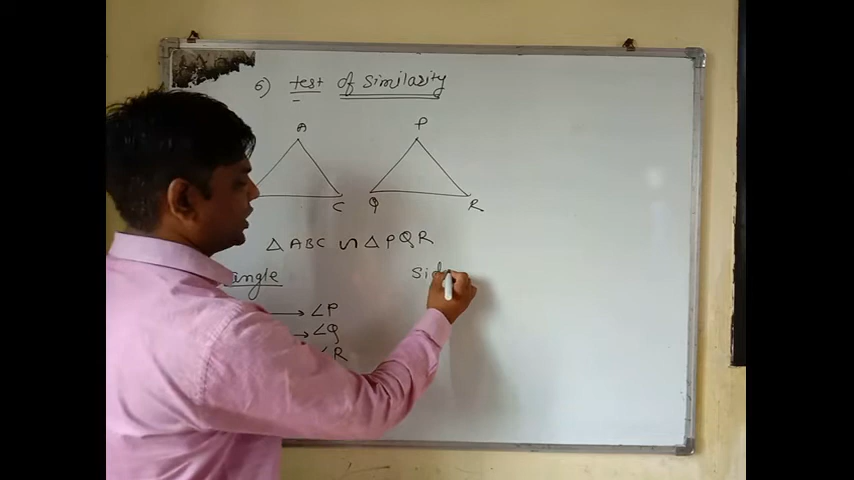 6) test of similarity
A P
C Q R
△ ABC ∽ △ PQR
angle Sid
→ ∠P
→ ∠Q
∠R